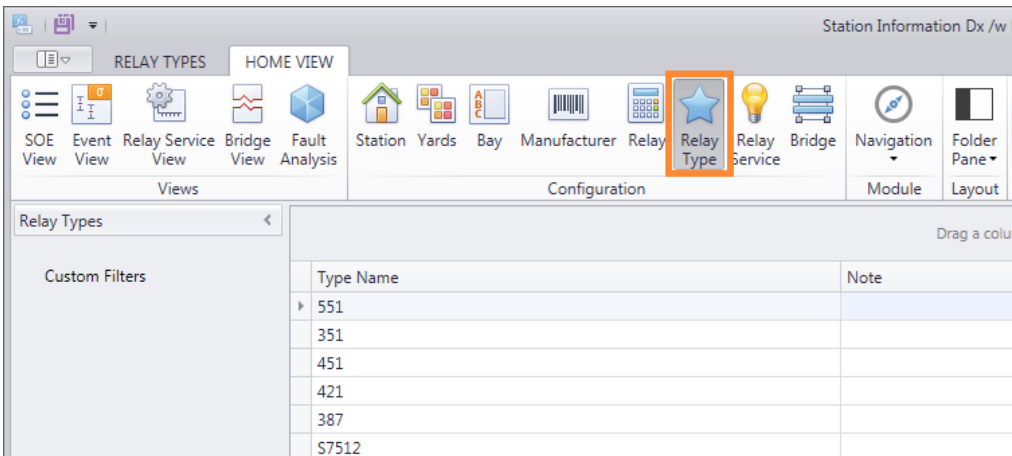 Station Information Dx /w
RELAY TYPES HOME VIEW
SOE View Event View Relay Service View Bridge View Fault Analysis Station Yards Bay Manufacturer Relay Relay Type Relay Service Bridge Navigation Folder Pane
Views Configuration Module Layout
Relay Types
Drag a colu
Custom Filters
Type Name Note
551
351
451
421
387
S7512